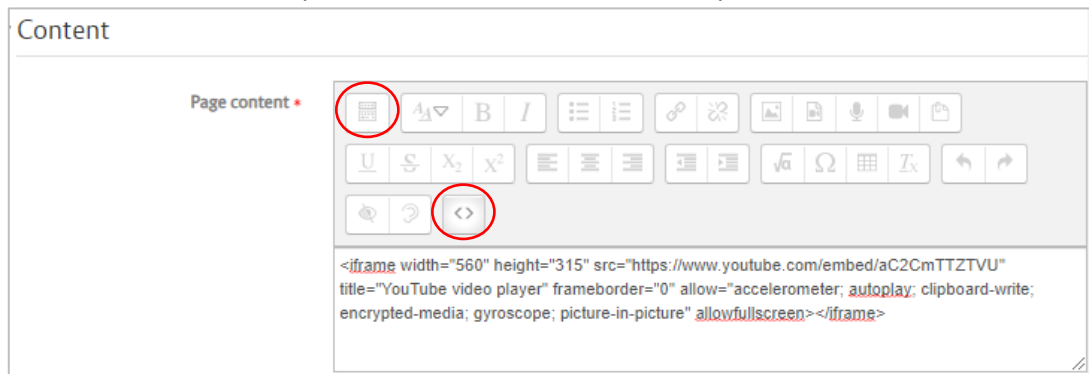 Content
Page content *
B I
U S X₂ X²
√α Ω Tx
<>
<iframe width="560" height="315" src="https://www.youtube.com/embed/aC2CmTTZTVU"
title="YouTube video player" frameborder="0" allow="accelerometer; autoplay; clipboard-write;
encrypted-media; gyroscope; picture-in-picture" allowfullscreen></iframe>